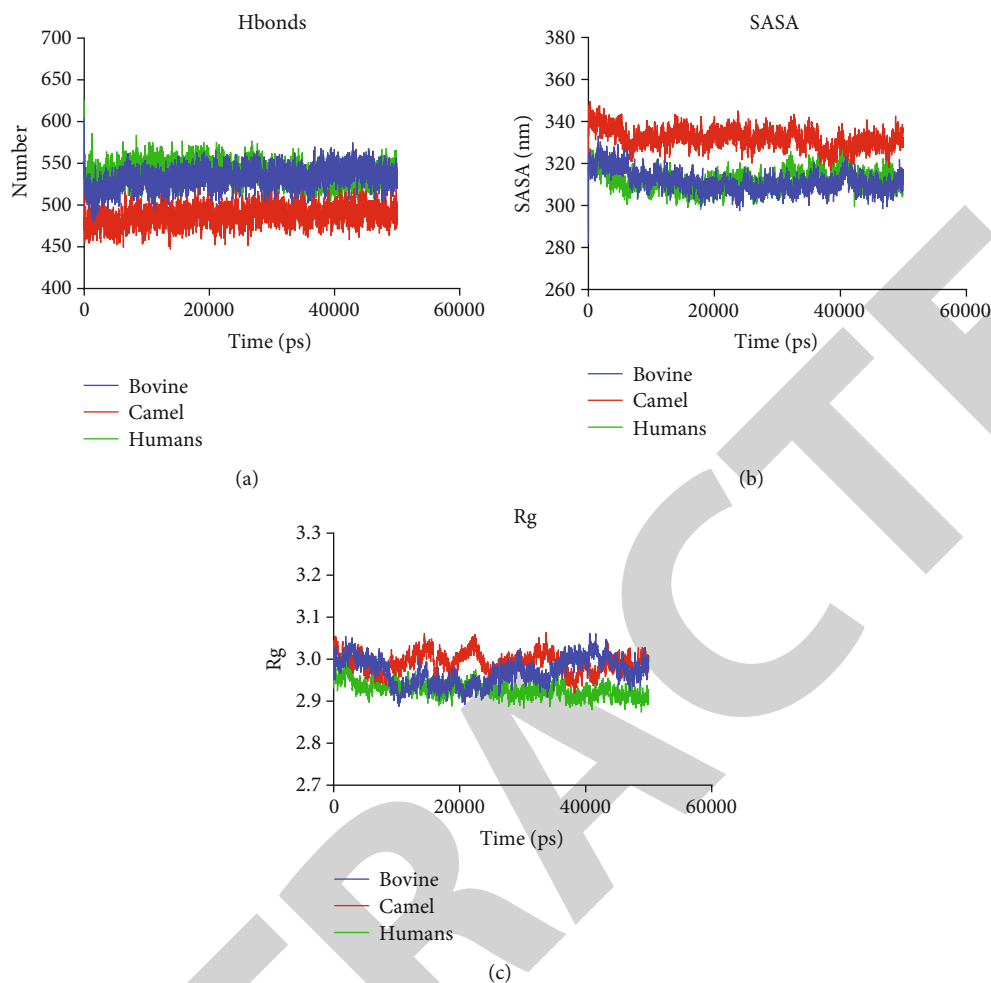 Hbonds
700
650
600
550
500
450
400
Number
0
20000
40000
60000
Time (ps)
Bovine
Camel
Humans
(a)
SASA
380
360
340
320
300
280
260
SASA (nm)
0
20000
40000
60000
Time (ps)
Bovine
Camel
Humans
(b)
Rg
3.3
3.2
3.1
3.0
2.9
2.8
2.7
Rg
0
20000
40000
60000
Time (ps)
Bovine
Camel
Humans
(c)
TRACTE